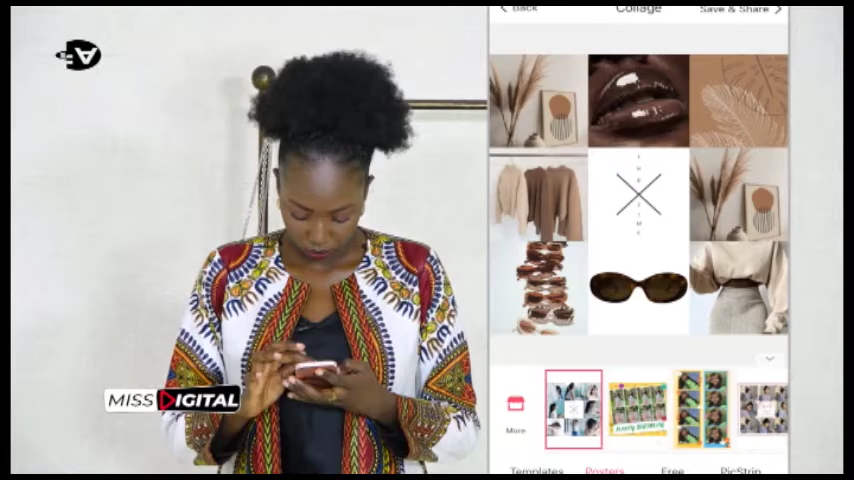 Back
Collage
Save & Share
MISS DIGITAL
More
Templates
Posters
Free
PicStrip